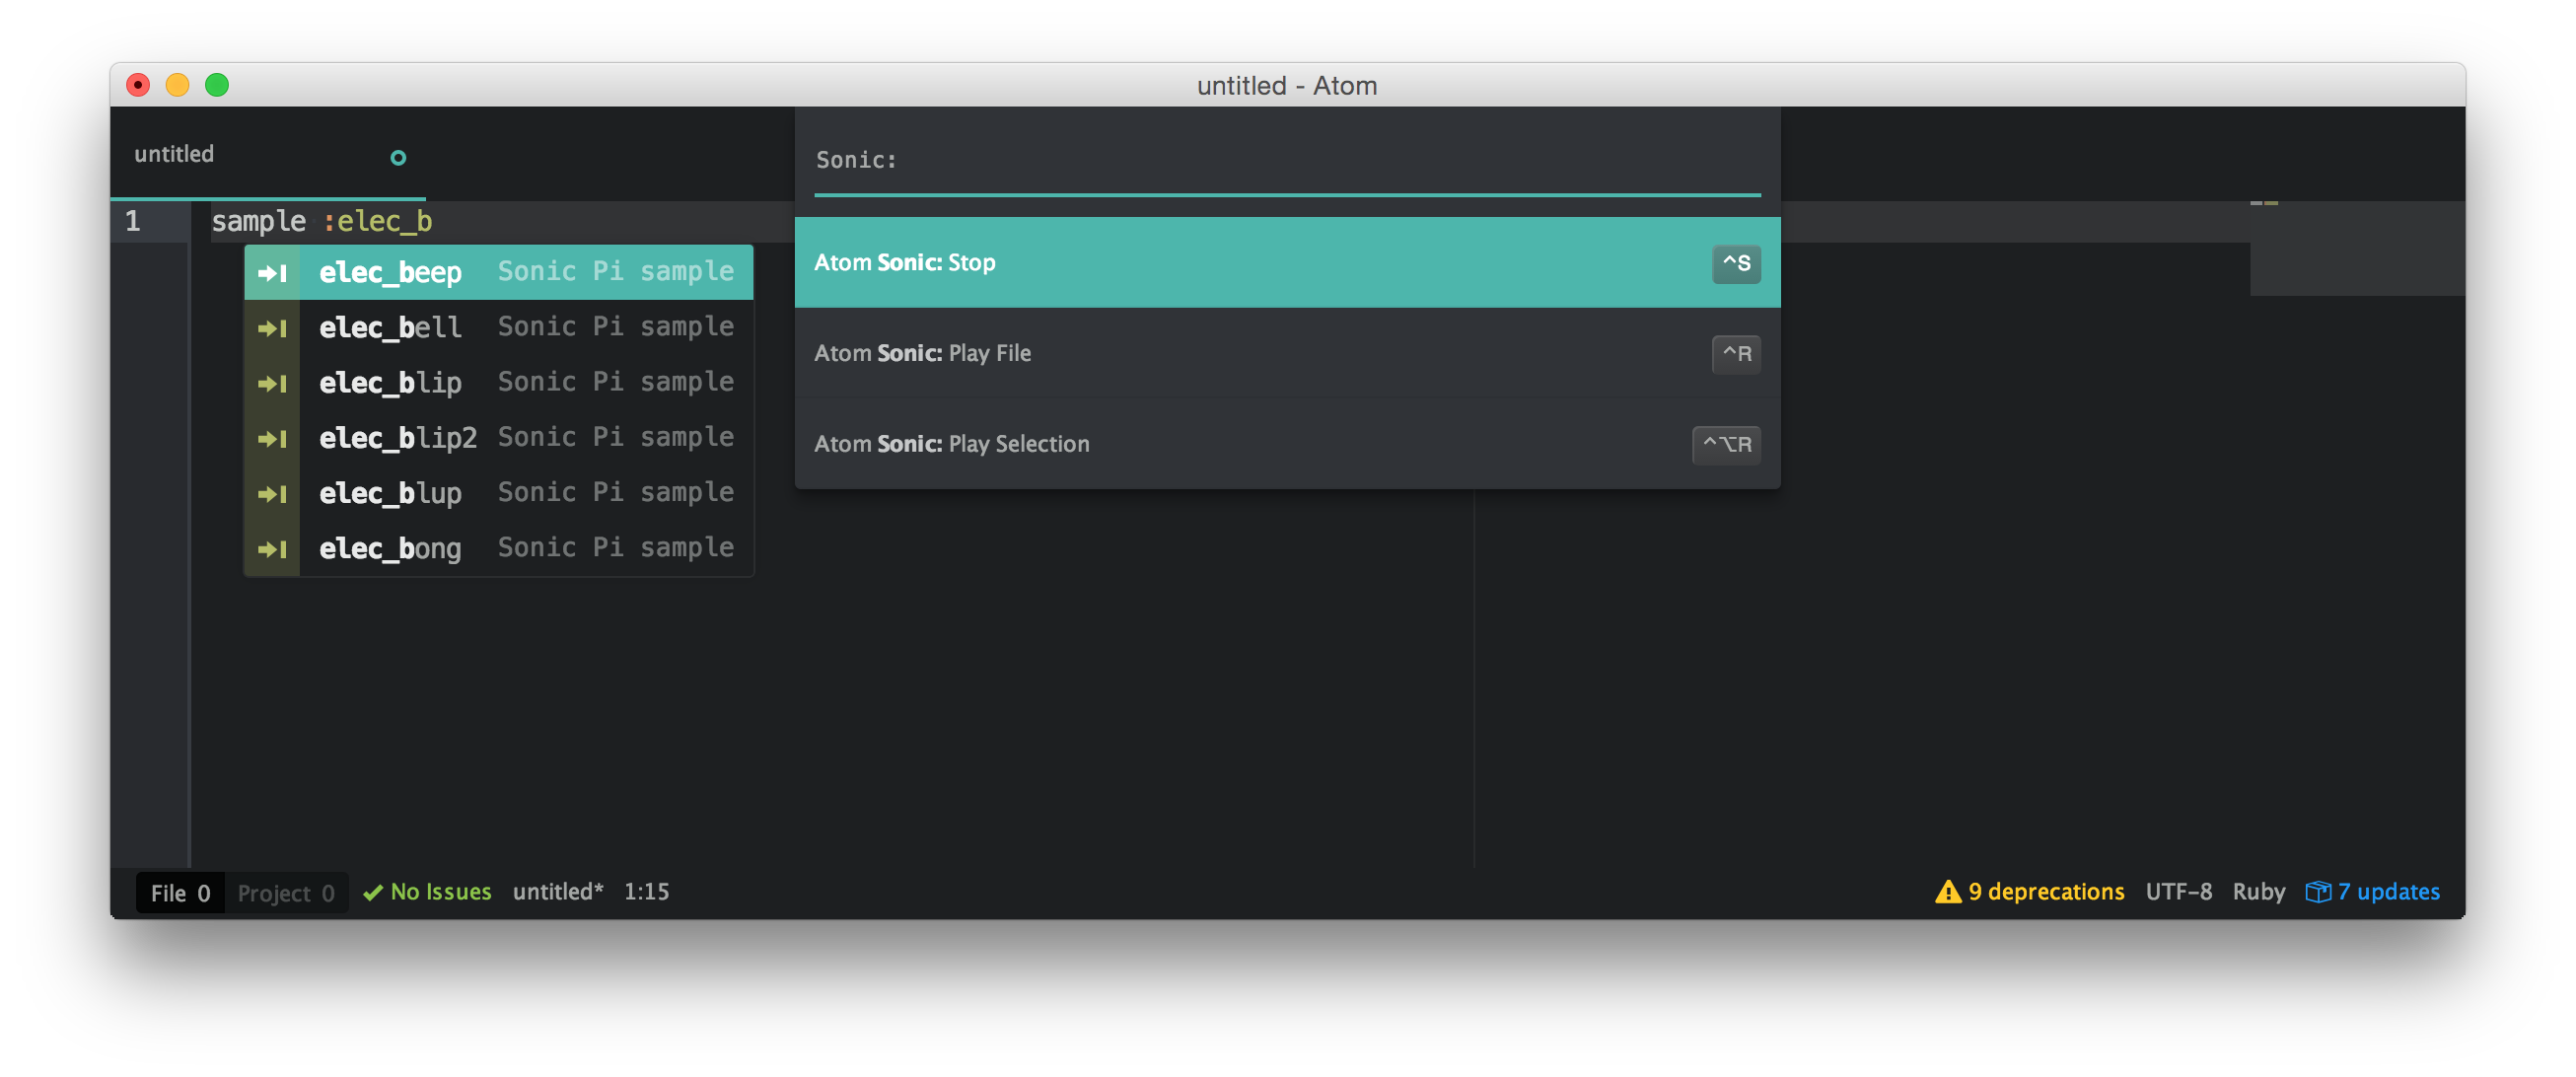 untitled - Atom
untitled
Sonic:
1 sample :elec_b
Atom Sonic: Stop ^S
Atom Sonic: Play File ^R
Atom Sonic: Play Selection ^⌥R
elec_beep Sonic Pi sample
elec_bell Sonic Pi sample
elec_blip Sonic Pi sample
elec_blip2 Sonic Pi sample
elec_blup Sonic Pi sample
elec_bong Sonic Pi sample
File 0 Project 0 No Issues untitled* 1:15 9 deprecations UTF-8 Ruby 7 updates